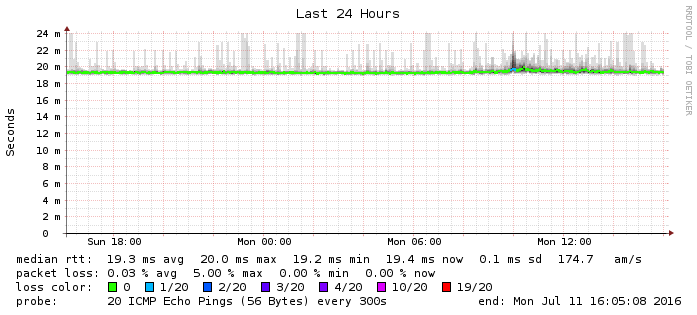 Last 24 Hours
RRDTOOL / TOBI OETIKER
Seconds
24 m
22 m
20 m
18 m
16 m
14 m
12 m
10 m
8 m
6 m
4 m
2 m
0
Sun 18:00 Mon 00:00 Mon 06:00 Mon 12:00
median rtt: 19.3 ms avg 20.0 ms max 19.2 ms min 19.4 ms now 0.1 ms sd 174.7 am/s
packet loss: 0.03 % avg 5.00 % max 0.00 % min 0.00 % now
loss color: 0 1/20 2/20 3/20 4/20 10/20 19/20
probe: 20 ICMP Echo Pings (56 Bytes) every 300s end: Mon Jul 11 16:05:08 2016